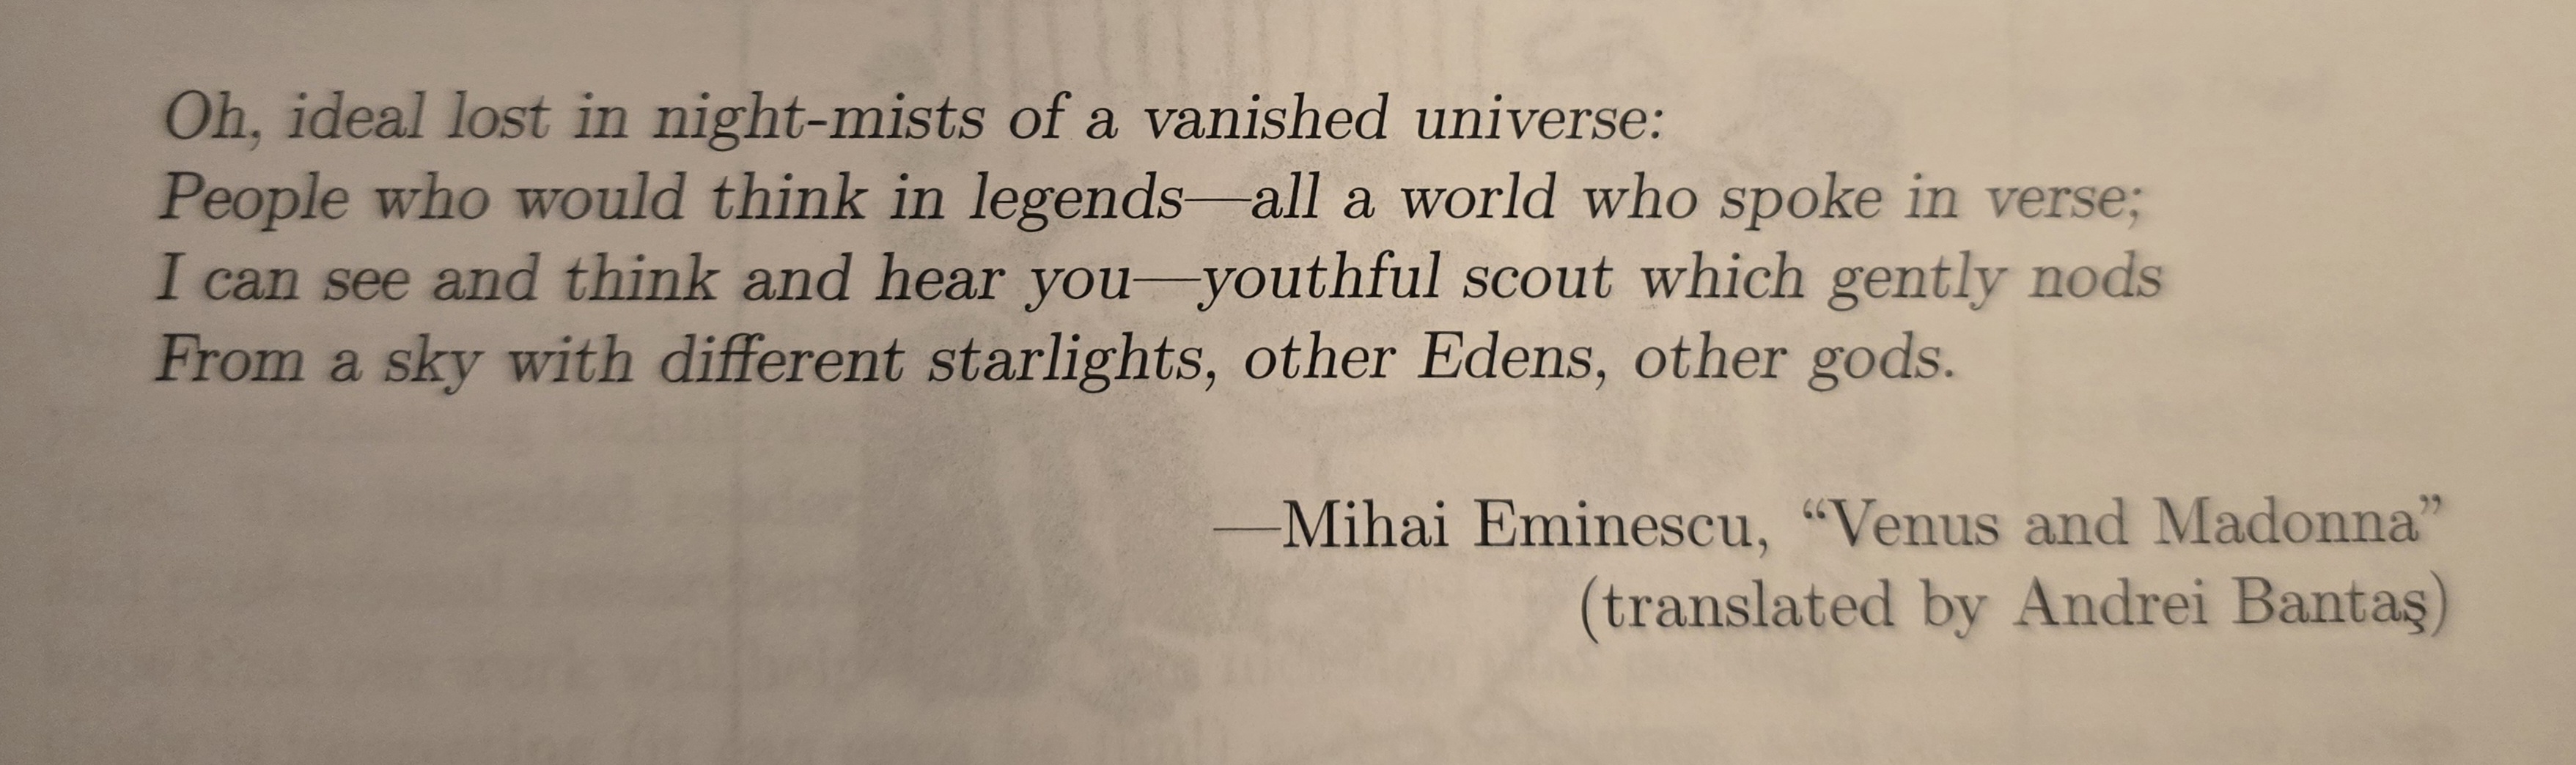 Oh, ideal lost in night-mists of a vanished universe:
People who would think in legends—all a world who spoke in verse;
I can see and think and hear you—youthful scout which gently nods
From a sky with different starlights, other Edens, other gods.
—Mihai Eminescu, “Venus and Madonna”
(translated by Andrei Bantaş)